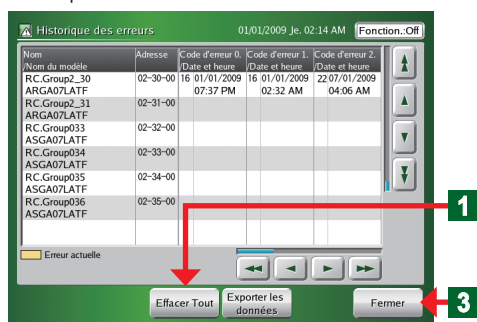 Historique des erreurs 01/01/2009 Je. 02:14 AM Fonction.:Off
Nom Adresse Code d'erreur 0. Code d'erreur 1. Code d'erreur 2.
/Nom du modèle /Date et heure /Date et heure /Date et heure
RC.Group2_30 02-30-00 16 01/01/2009 16 01/01/2009 22 07/01/2009
ARGA07LATF 07:37 PM 02:32 AM 04:06 AM
RC.Group2_31 02-31-00
ARGA07LATF
RC.Group033 02-32-00
ASGA07LATF
RC.Group034 02-33-00
ASGA07LATF
RC.Group035 02-34-00
ASGA07LATF
RC.Group036 02-35-00
ASGA07LATF
1
Erreur actuelle
Effacer Tout Exporter les données Fermer 3